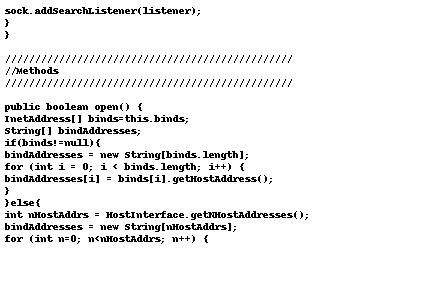 sock.addSearchListener(listener);
}
}
////////////////////////////////////////////////
//Methods
////////////////////////////////////////////////
public boolean open() {
InetAddress[] binds=this.binds;
String[] bindAddresses;
if(binds!=null){
bindAddresses = new String[binds.length];
for (int i = 0; i < binds.length; i++) {
bindAddresses[i] = binds[i].getHostAddress();
}
}else{
int nHostAddrs = HostInterface.getNHostAddresses();
bindAddresses = new String[nHostAddrs];
for (int n=0; n<nHostAddrs; n++) {